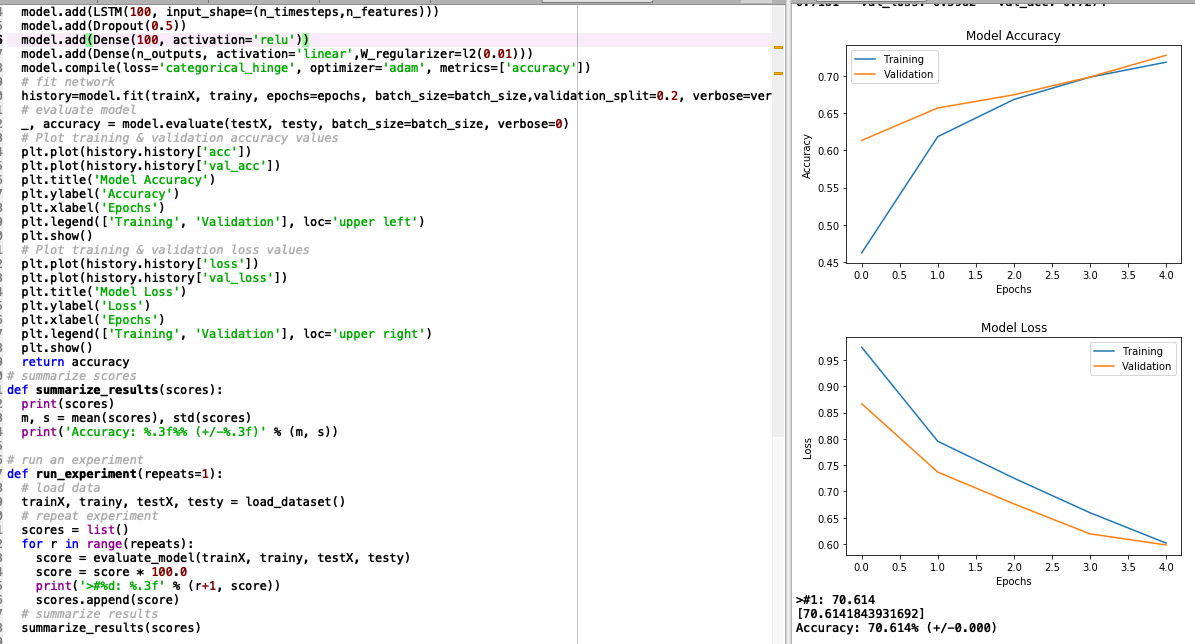 model.add(LSTM(100, input_shape=(n_timesteps,n_features)))
model.add(Dropout(0.5))
model.add(Dense(100, activation='relu'))
model.add(Dense(n_outputs, activation='linear',W_regularizer=l2(0.01)))
model.compile(loss='categorical_hinge', optimizer='adam', metrics=['accuracy'])
# fit network
history=model.fit(trainX, trainy, epochs=epochs, batch_size=batch_size,validation_split=0.2, verbose=ver
# evaluate model
_, accuracy = model.evaluate(testX, testy, batch_size=batch_size, verbose=0)
# Plot training & validation accuracy values
plt.plot(history.history['acc'])
plt.plot(history.history['val_acc'])
plt.title('Model Accuracy')
plt.ylabel('Accuracy')
plt.xlabel('Epochs')
plt.legend(['Training', 'Validation'], loc='upper left')
plt.show()
# Plot training & validation loss values
plt.plot(history.history['loss'])
plt.plot(history.history['val_loss'])
plt.title('Model Loss')
plt.ylabel('Loss')
plt.xlabel('Epochs')
plt.legend(['Training', 'Validation'], loc='upper right')
plt.show()
return accuracy
# summarize scores
def summarize_results(scores):
print(scores)
m, s = mean(scores), std(scores)
print('Accuracy: %.3f%% (+/-%.3f)' % (m, s))
# run an experiment
def run_experiment(repeats=1):
# load data
trainX, trainy, testX, testy = load_dataset()
# repeat experiment
scores = list()
for r in range(repeats):
score = evaluate_model(trainX, trainy, testX, testy)
score = score * 100.0
print('>#%d: %.3f' % (r+1, score))
scores.append(score)
# summarize results
summarize_results(scores)
Model Accuracy
Training
Validation
0.70
0.65
0.60
0.55
0.50
0.45
Accuracy
0.0 0.5 1.0 1.5 2.0 2.5 3.0 3.5 4.0
Epochs
Model Loss
Training
Validation
0.95
0.90
0.85
0.80
0.75
0.70
0.65
0.60
Loss
0.0 0.5 1.0 1.5 2.0 2.5 3.0 3.5 4.0
Epochs
>#1: 70.614
[70.6141843931692]
Accuracy: 70.614% (+/-0.000)